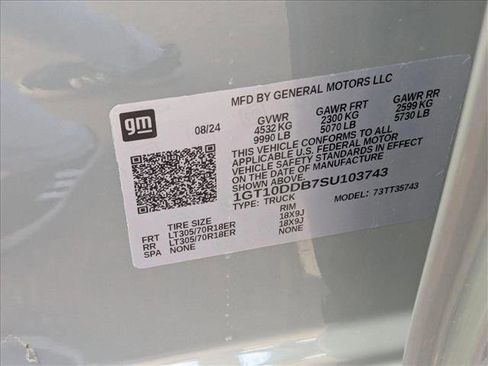 MFD BY GENERAL MOTORS LLC
gm
08/24
GVWR GAWR FRT GAWR RR
4532 KG 2300 KG 2599 KG
9990 LB 5070 LB 5730 LB
THIS VEHICLE CONFORMS TO ALL
APPLICABLE U.S. FEDERAL MOTOR
VEHICLE SAFETY STANDARDS IN
EFFECT ON THE DATE OF
MANUFACTURE SHOWN ABOVE.
1GT10DDB7SU103743
TYPE: TRUCK MODEL: 73TT35743
TIRE SIZE RIM
FRT LT305/70R18ER 18X9J
RR LT305/70R18ER 18X9J
SPA NONE NONE